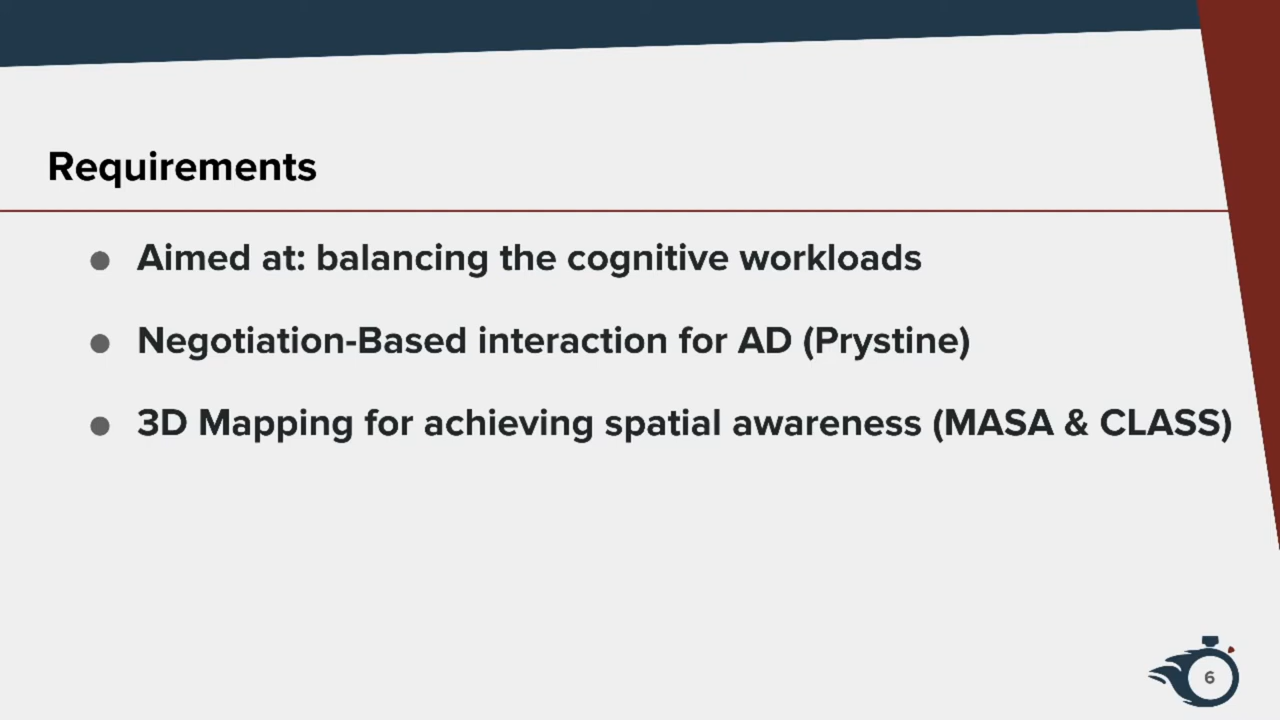 Requirements
Aimed at: balancing the cognitive workloads
Negotiation-Based interaction for AD (Prystine)
3D Mapping for achieving spatial awareness (MASA & CLASS)
6